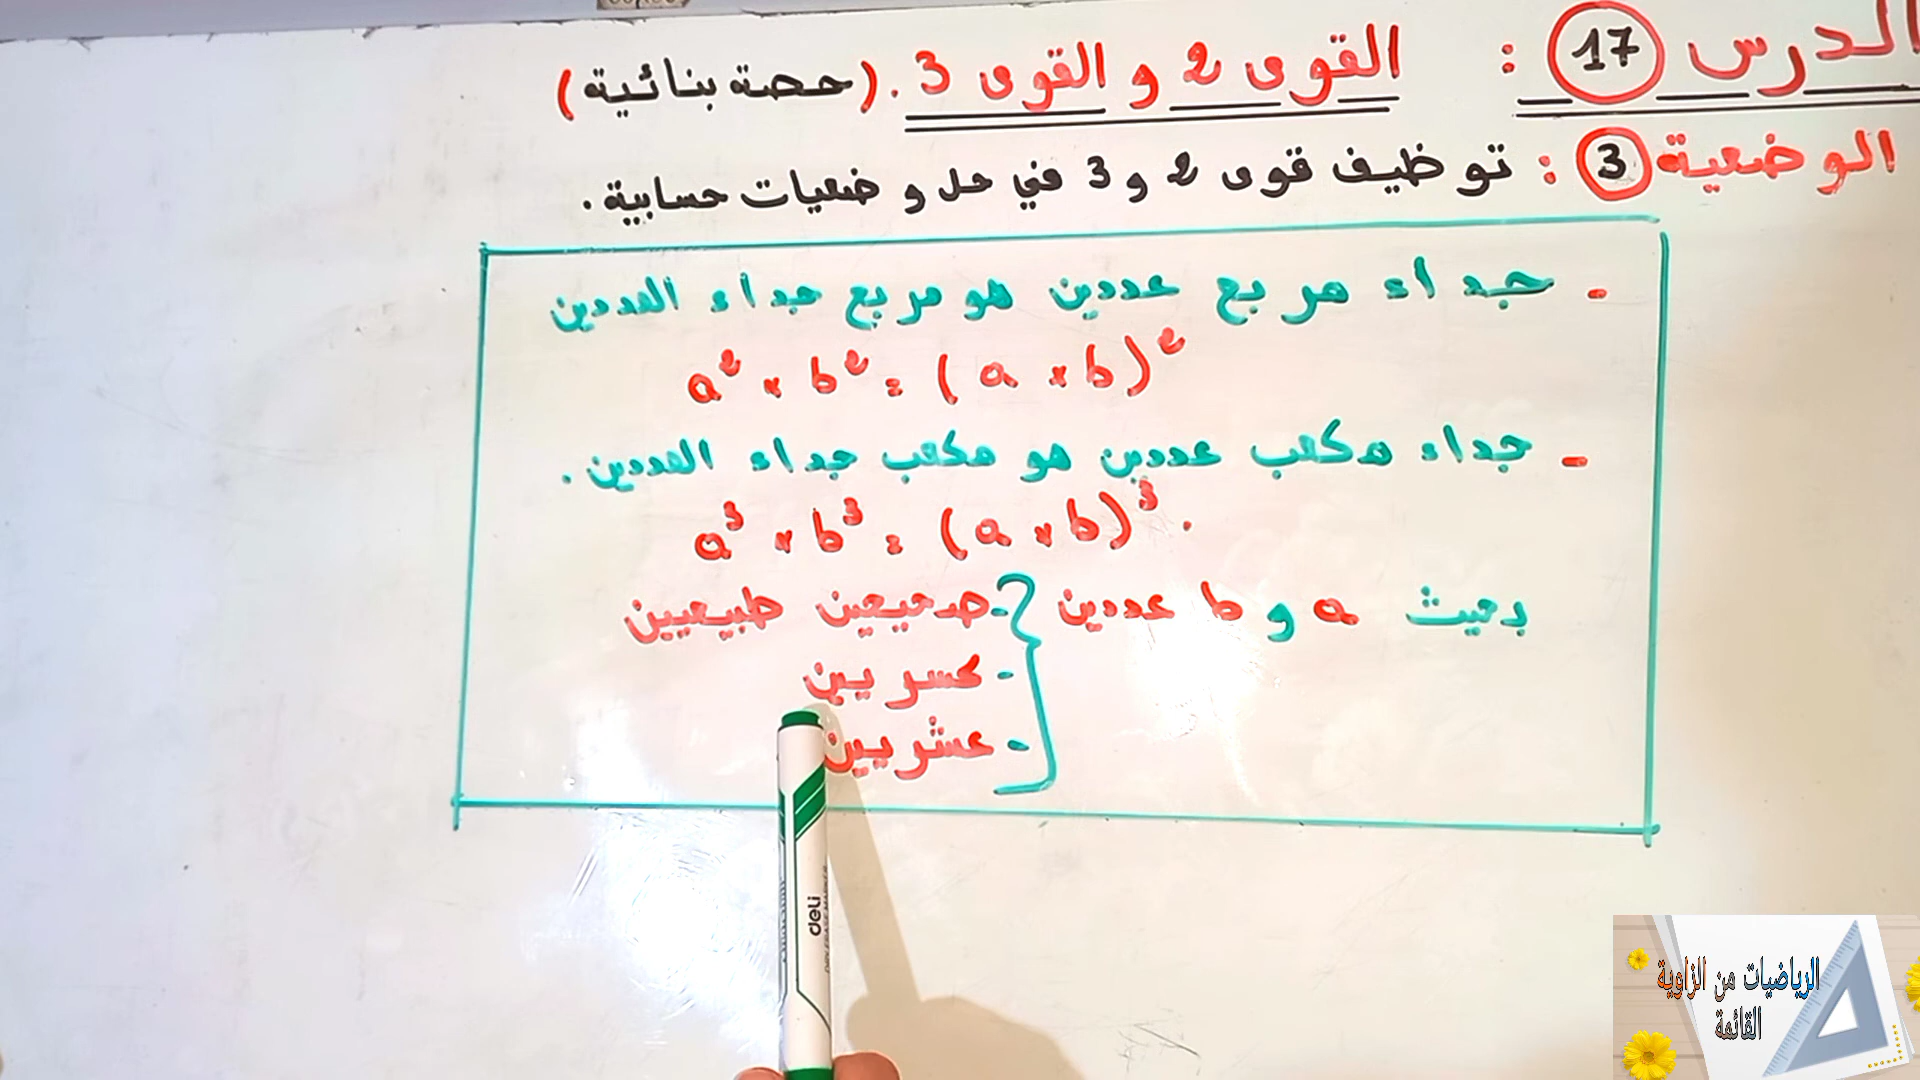 الدرس 17 : القوى 2 و القوى 3 . (حصة بنائية)
الوضعية 3 : توظيف قوى 2 و 3 في حل وضعيات حسابية .
- جداء مربع عددين هو مربع جداء العددين
a² × b² = (a × b)²
- جداء مكعب عددين هو مكعب جداء العددين .
a³ × b³ = (a × b)³ .
بحيث a و b عددين - صحيحين طبيعيين
- كسريين
- عشريين
deli
الرياضيات من الزاوية
القائمة